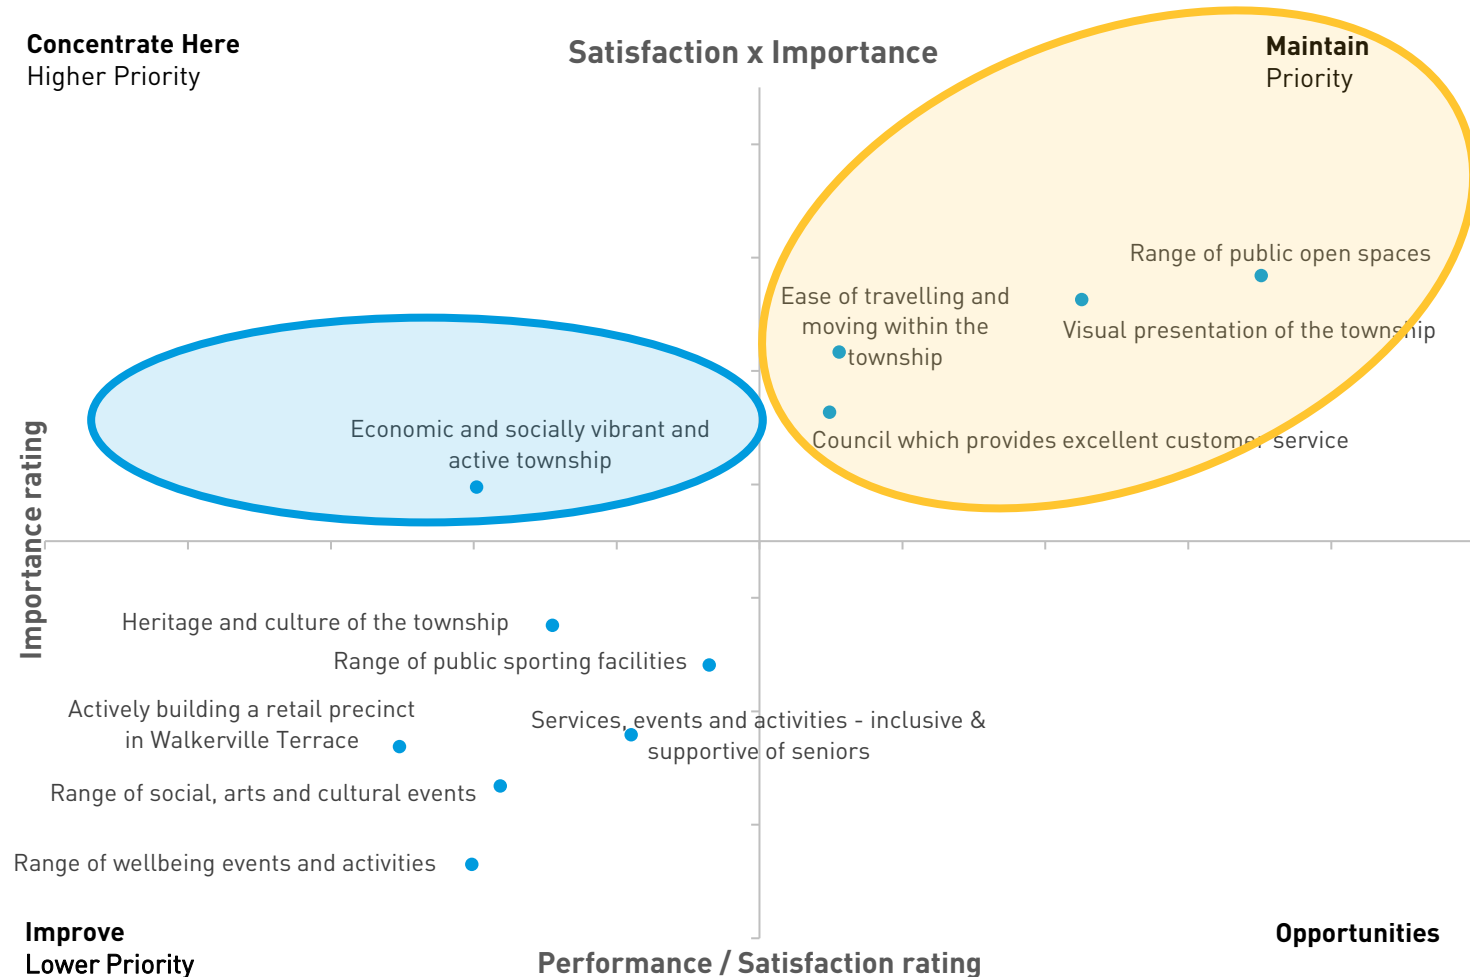 Concentrate Here
Higher Priority
Satisfaction x Importance
Maintain
Priority
Range of public open spaces
Ease of travelling and
moving within the
township
Visual presentation of the township
Economic and socially vibrant and
active township
Council which provides excellent customer service
Importance rating
Heritage and culture of the township
Range of public sporting facilities
Actively building a retail precinct
in Walkerville Terrace
Services, events and activities - inclusive &
supportive of seniors
Range of social, arts and cultural events
Range of wellbeing events and activities
Improve
Lower Priority
Opportunities
Performance / Satisfaction rating